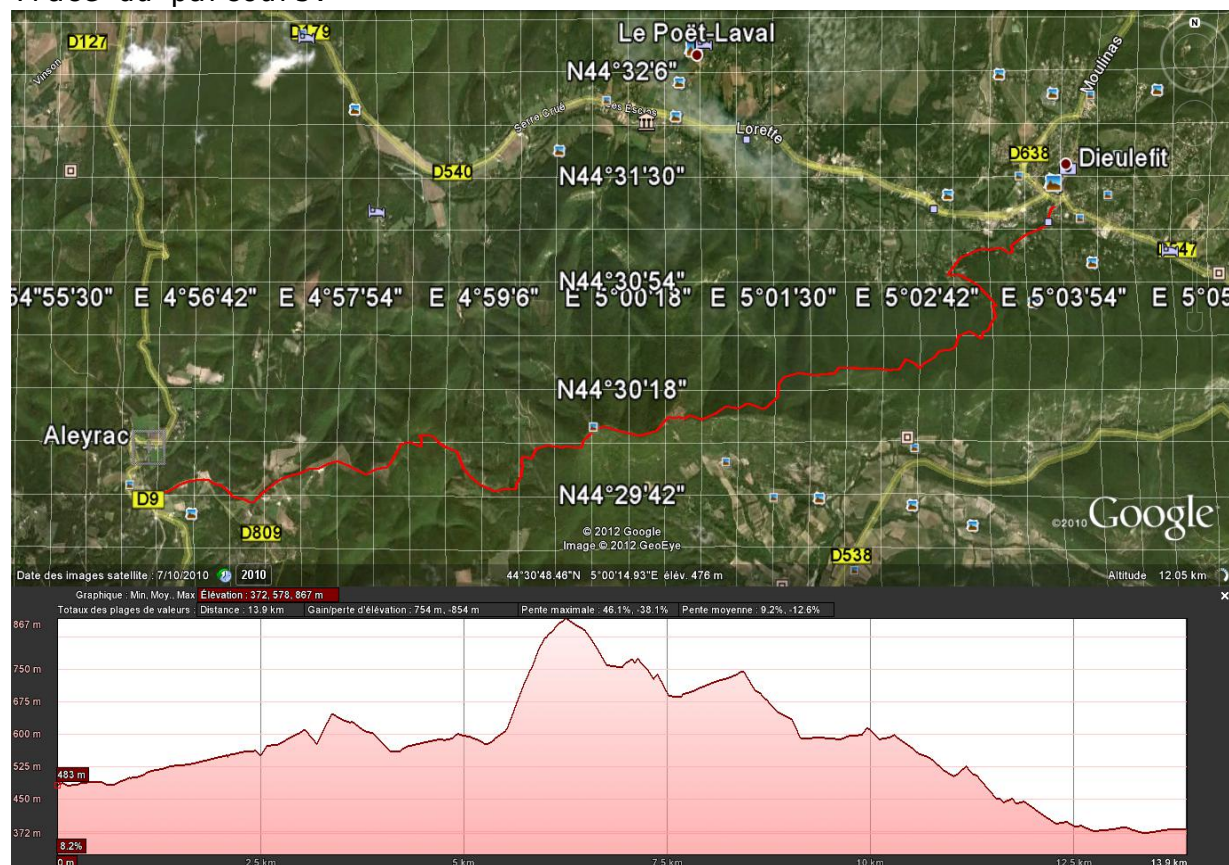 D127
D179
Le Poët-Laval
Vinson
N44°32'6"
Moulinas
Serre Crué
Les Esclos
Lorette
D540
D638
Dieulefit
N44°31'30"
N44°30'54"
54"55'30" E 4°56'42" E 4°57'54" E 4°59'6" E 5°00'18" E 5°01'30" E 5°02'42" E 5°03'54" E 5°05
N44°30'18"
Aleyrac
D9
N44°29'42"
D809
D538
© 2012 Google
Image © 2012 GeoEye
©2010 Google
Date des images satellite : 7/10/2010 2010 44°30'48.46"N 5°00'14.93"E élév. 476 m Altitude 12.05 km
Graphique : Min, Moy., Max Élévation : 372, 578, 867 m
Totaux des plages de valeurs : Distance : 13.9 km Gain/perte d'élévation : 754 m, -854 m Pente maximale : 46.1%, -38.1% Pente moyenne : 9.2%, -12.6%
867 m
750 m
675 m
600 m
525 m
483 m
450 m
372 m
8.2%
0 m 2,5 km 5 km 7,5 km 10 km 12,5 km 13.9 km